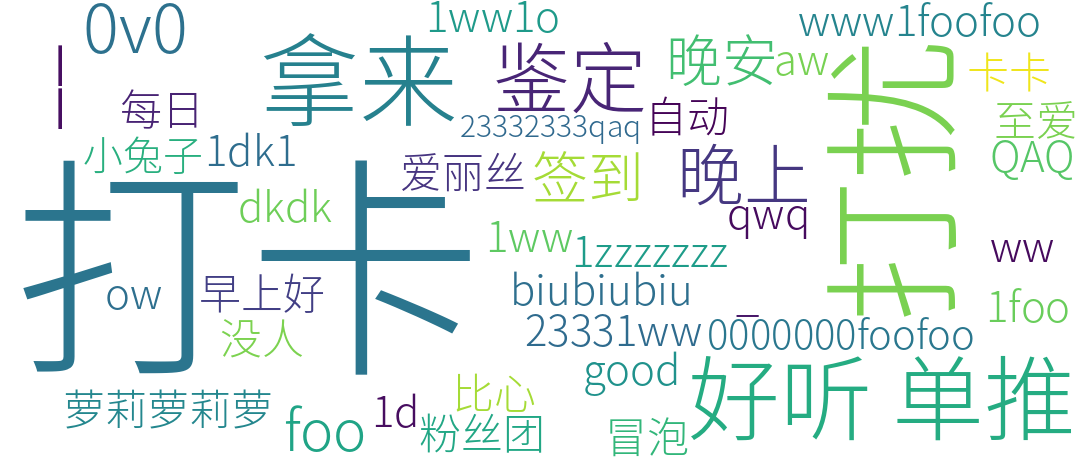 0v0
1ww1o
www1foofoo
拿来
鉴定
晚安
aw
卡卡
打扰
|
|
每日
23332333qaq
自动
至爱
小兔子
1dk1
爱丽丝
签到
晚上
QAQ
打卡
dkdk
qwq
1ww
1zzzzzzz
ww
ow
早上好
biubiubiu
1foo
没人
23331ww
_
0000000foofoo
good
好听
单推
萝莉萝莉萝
foo
1d
比心
粉丝团
冒泡